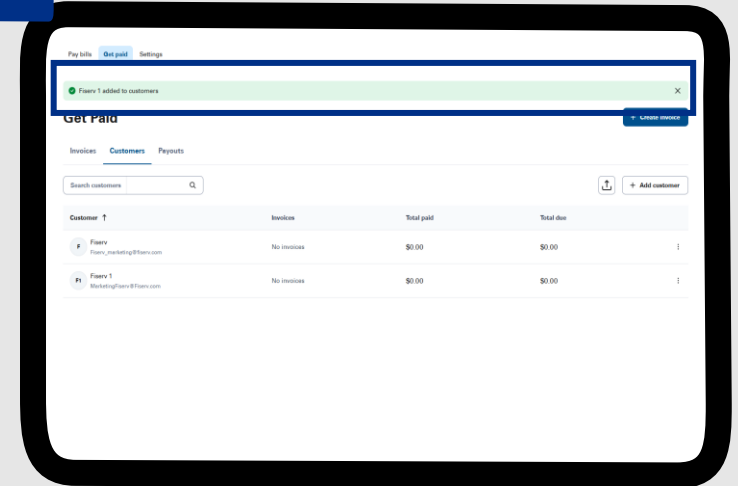 Pay bills Get paid Settings
Fiserv 1 added to customers
Get Paid
+ Create invoice
Invoices Customers Payouts
Search customers
+ Add customer
Customer ↑ Invoices Total paid Total due
F Fiserv No invoices $0.00 $0.00
Fiserv_marketing@fiserv.com
F1 Fiserv 1 No invoices $0.00 $0.00
MarketingFiserv@Fiserv.com